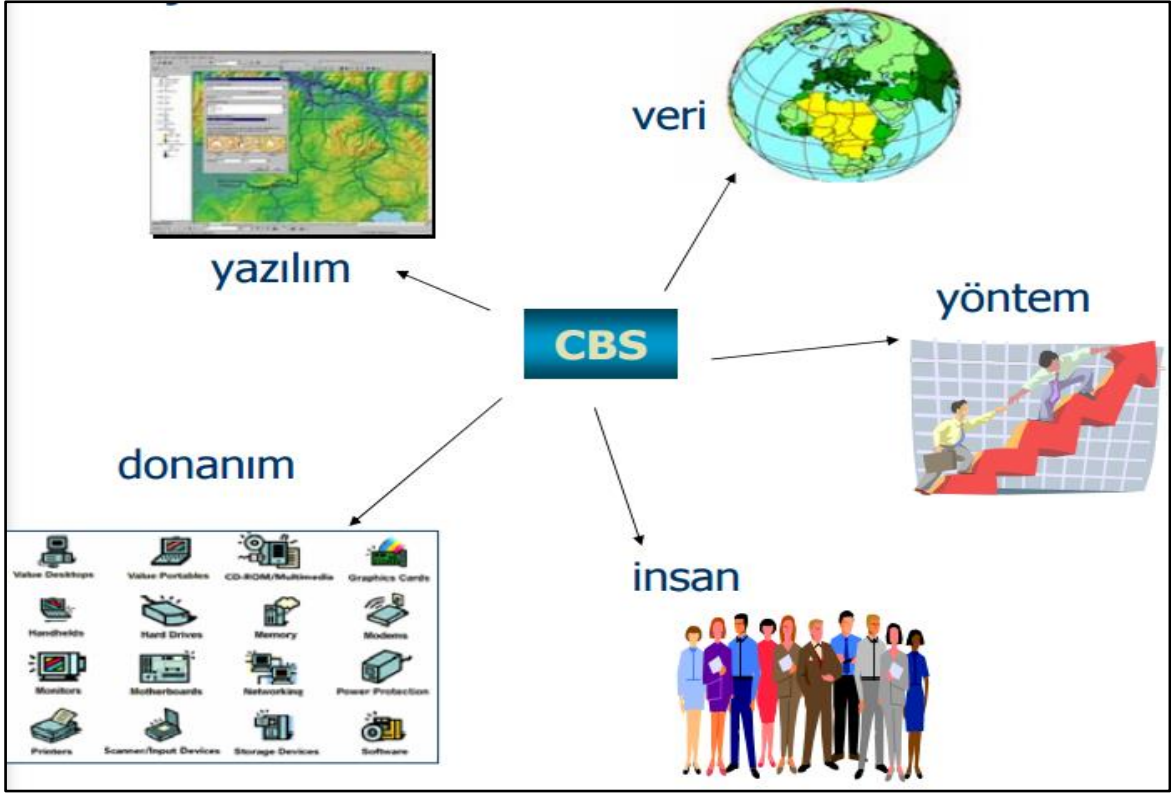 veri
yazılım
yöntem
CBS
donanım
insan
Value Desktops
Value Portables
CD-ROM/Multimedia
Graphics Cards
Handhelds
Hard Drives
Memory
Modems
Monitors
Motherboards
Networking
Power Protection
Printers
Scanner/Input Devices
Storage Devices
Software